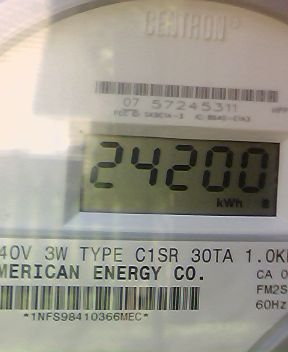 CENTRON®
07 57245311
24200
kWh
40V 3W TYPE C1SR 30TA 1.0K
MERICAN ENERGY CO.
CA 0
FM2S
60Hz
*1NFS98410366MEC*